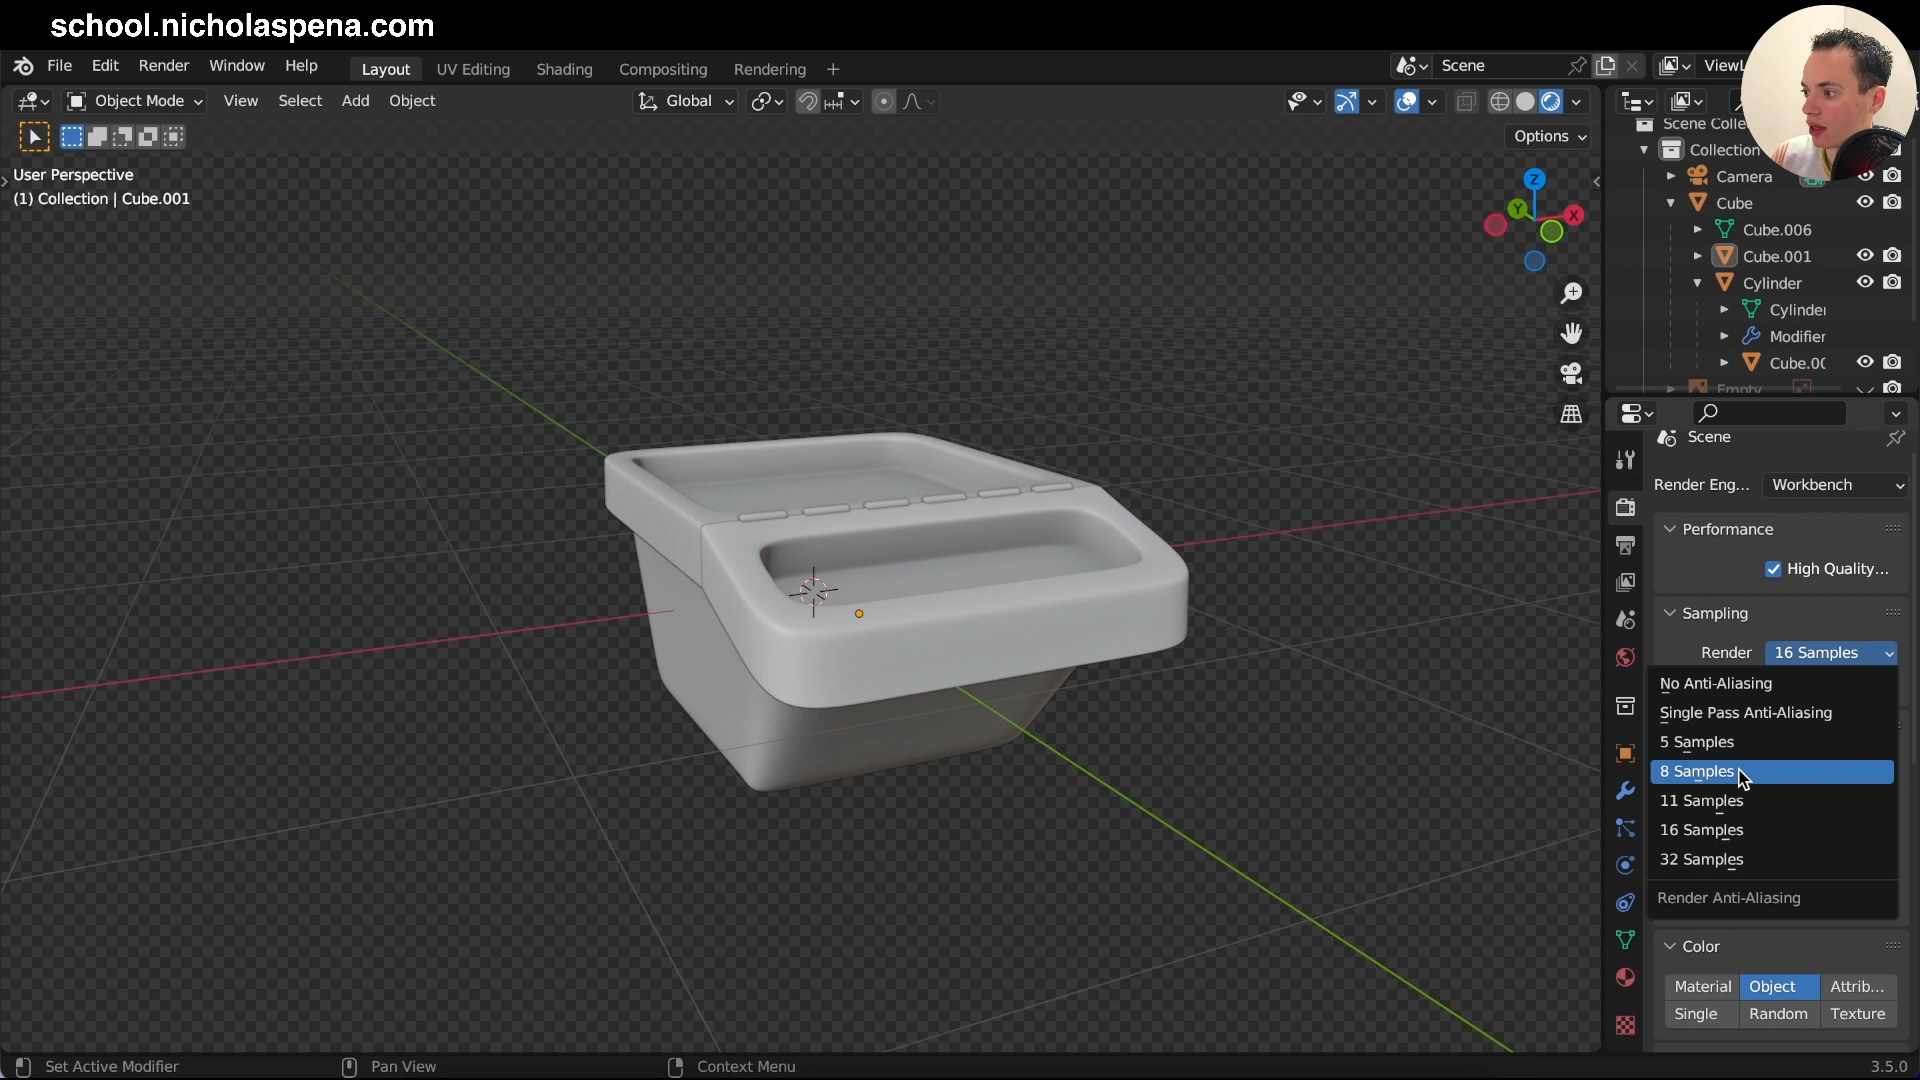 school.nicholaspena.com
File Edit Render Window Help Layout UV Editing Shading Compositing Rendering + Scene
Object Mode View Select Add Object Global
Options
User Perspective
(1) Collection | Cube.001
Z
Y
X
Collection
Camera
Cube
Cube.006
Cube.001
Cylinder
Scene
Render Eng... Workbench
Performance
High Quality...
Sampling
Render 16 Samples
No Anti-Aliasing
Single Pass Anti-Aliasing
5 Samples
8 Samples
11 Samples
16 Samples
32 Samples
Render Anti-Aliasing
Color
Material Object Attrib...
Single Random Texture
Set Active Modifier Pan View Context Menu 3.5.0